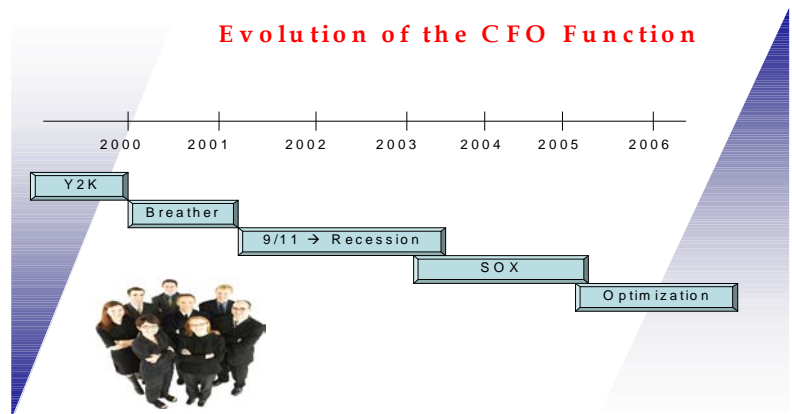 Evolution of the CFO Function
2000 2001 2002 2003 2004 2005 2006
Y2K
Breather
9/11 → Recession
SOX
Optimization